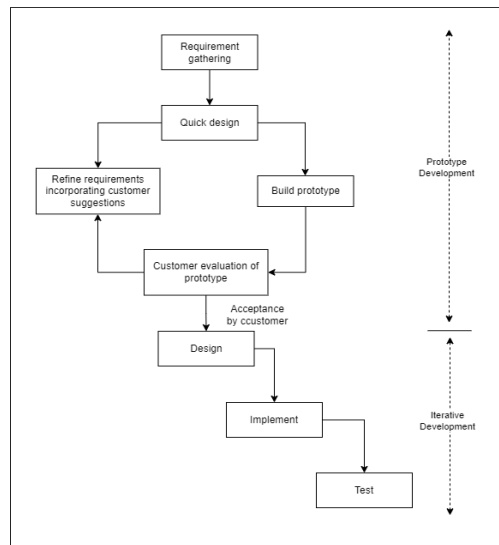 Requirement
gathering
Quick design
Refine requirements
incorporating customer
suggestions
Build prototype
Prototype
Development
Customer evaluation of
prototype
Acceptance
by ccustomer
Design
Implement
Iterative
Development
Test